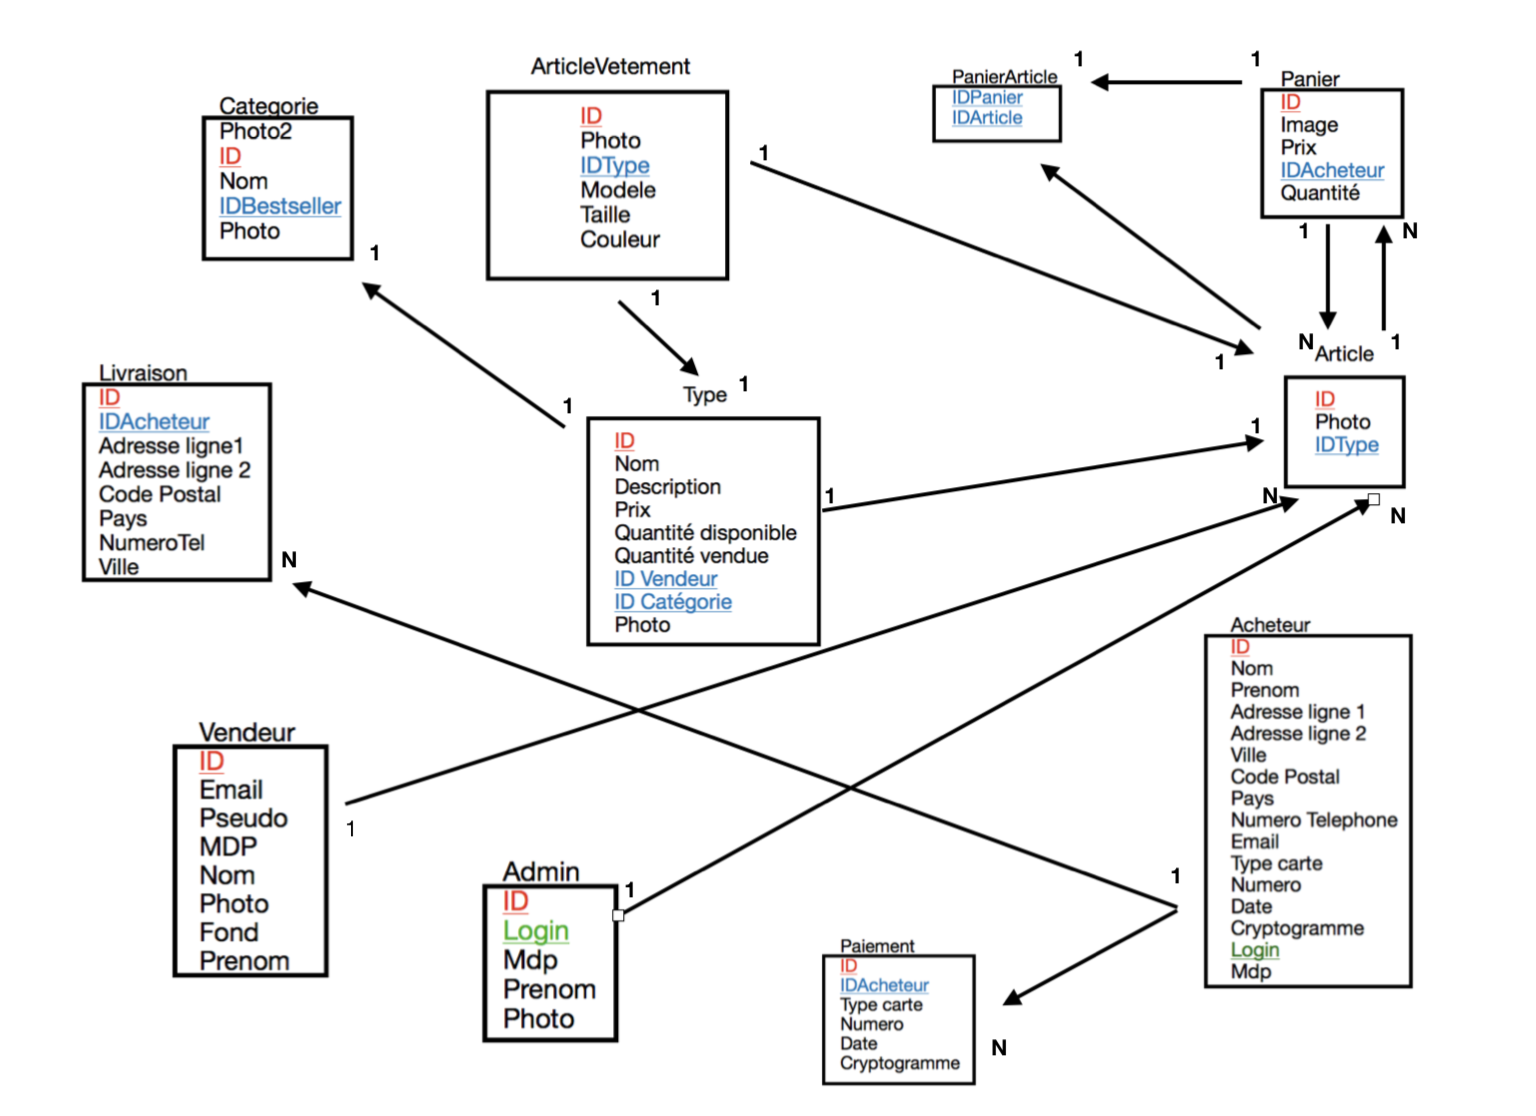 Categorie
Photo2
ID
Nom
IDBestseller
Photo
1
ArticleVetement
ID
Photo
IDType
Modele
Taille
Couleur
1
1
1
PanierArticle
IDPanier
IDArticle
1
Panier
ID
Image
Prix
IDAcheteur
Quantité
1
N
N
1
Article
ID
Photo
IDType
1
1
N
N
Livraison
ID
IDAcheteur
Adresse ligne1
Adresse ligne 2
Code Postal
Pays
NumeroTel
Ville
N
1
Type
1
ID
Nom
Description
Prix
Quantité disponible
Quantité vendue
ID Vendeur
ID Catégorie
Photo
1
Vendeur
ID
Email
Pseudo
MDP
Nom
Photo
Fond
Prenom
1
Admin
ID
Login
Mdp
Prenom
Photo
1
Paiement
ID
IDAcheteur
Type carte
Numero
Date
Cryptogramme
N
1
Acheteur
ID
Nom
Prenom
Adresse ligne 1
Adresse ligne 2
Ville
Code Postal
Pays
Numero Telephone
Email
Type carte
Numero
Date
Cryptogramme
Login
Mdp